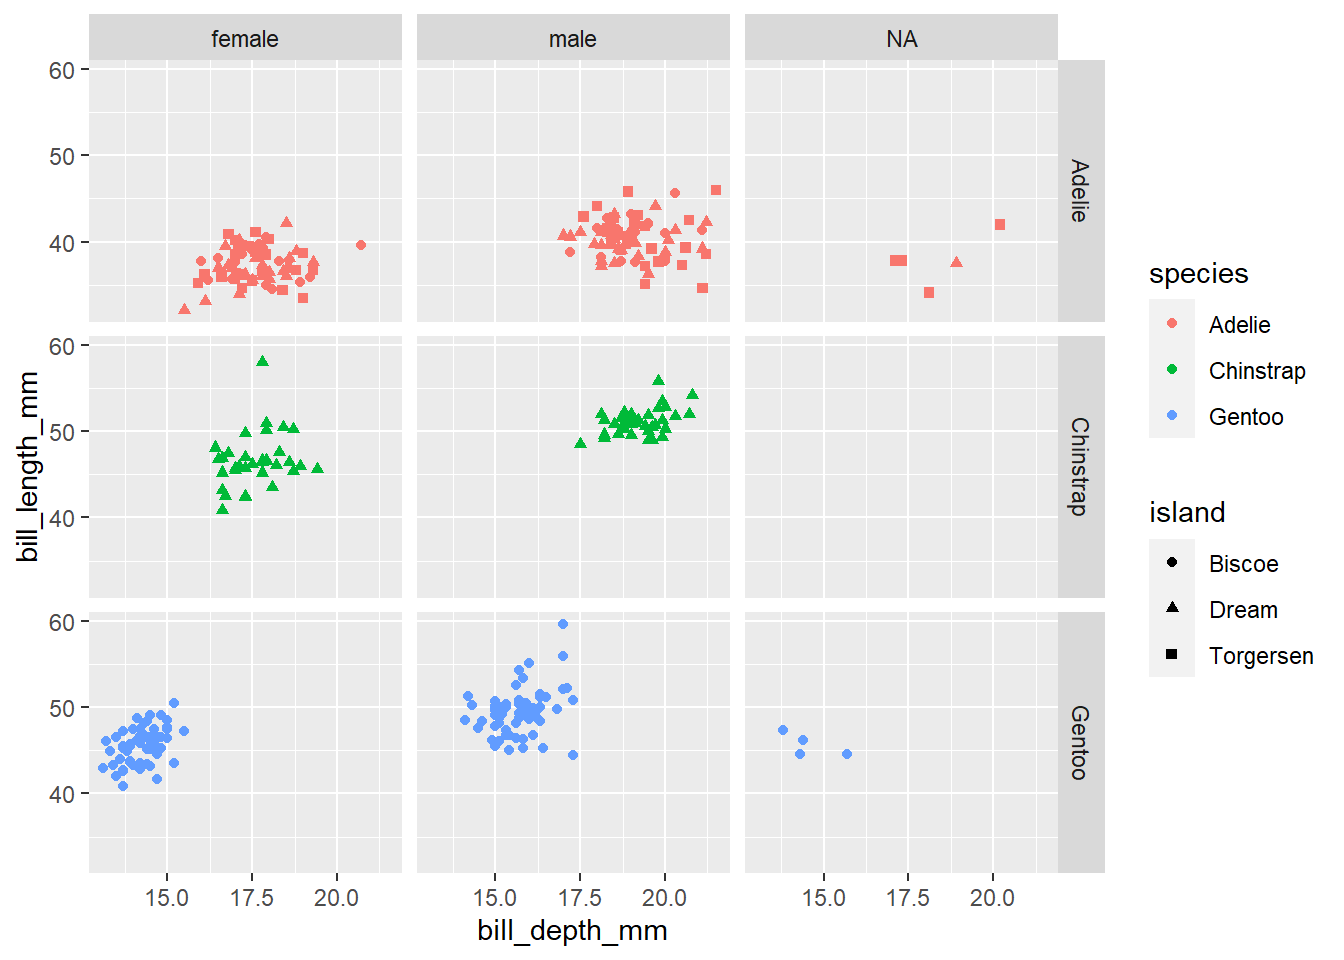 female male NA
60
50
40
Adelie
60
50
40
Chinstrap
60
50
40
Gentoo
15.0 17.5 20.0 15.0 17.5 20.0 15.0 17.5 20.0
bill_depth_mm
bill_length_mm
species
Adelie
Chinstrap
Gentoo
island
Biscoe
Dream
Torgersen